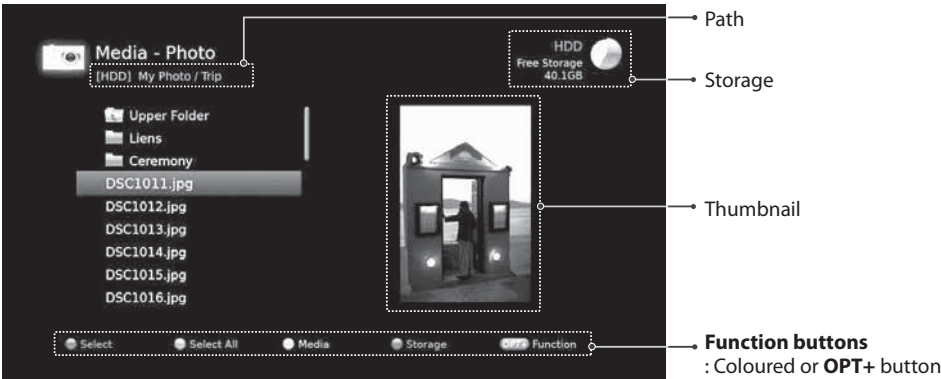 Media - Photo
[HDD] My Photo / Trip
HDD
Free Storage
40.1GB
Upper Folder
Liens
Ceremony
DSC1011.jpg
DSC1012.jpg
DSC1013.jpg
DSC1014.jpg
DSC1015.jpg
DSC1016.jpg
Select
Select All
Media
Storage
OPT+ Function
Path
Storage
Thumbnail
Function buttons
: Coloured or OPT+ button